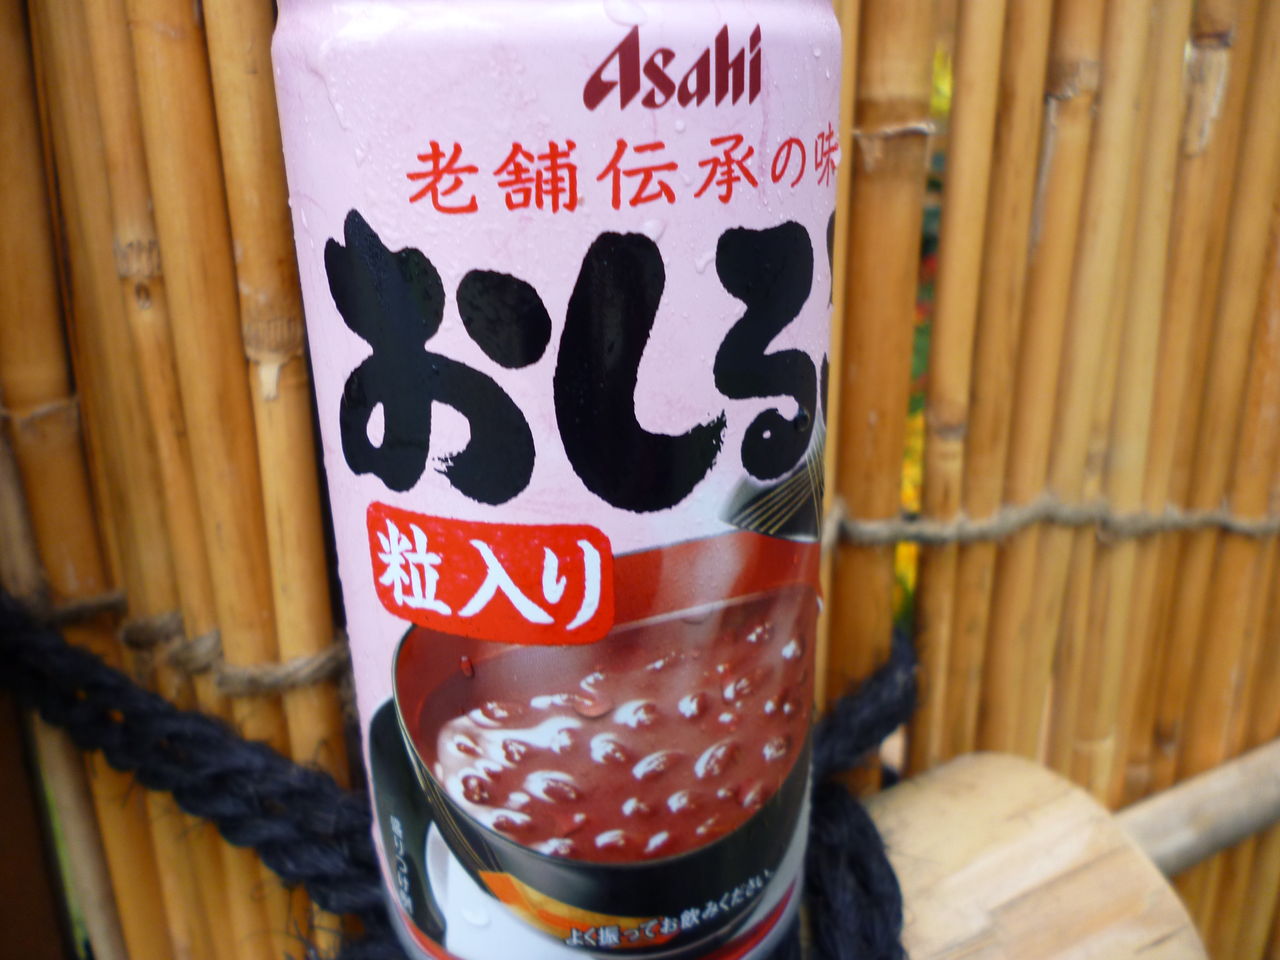 Asahi
老舗伝承の味
おしる
粒入り
よく振ってお飲みください